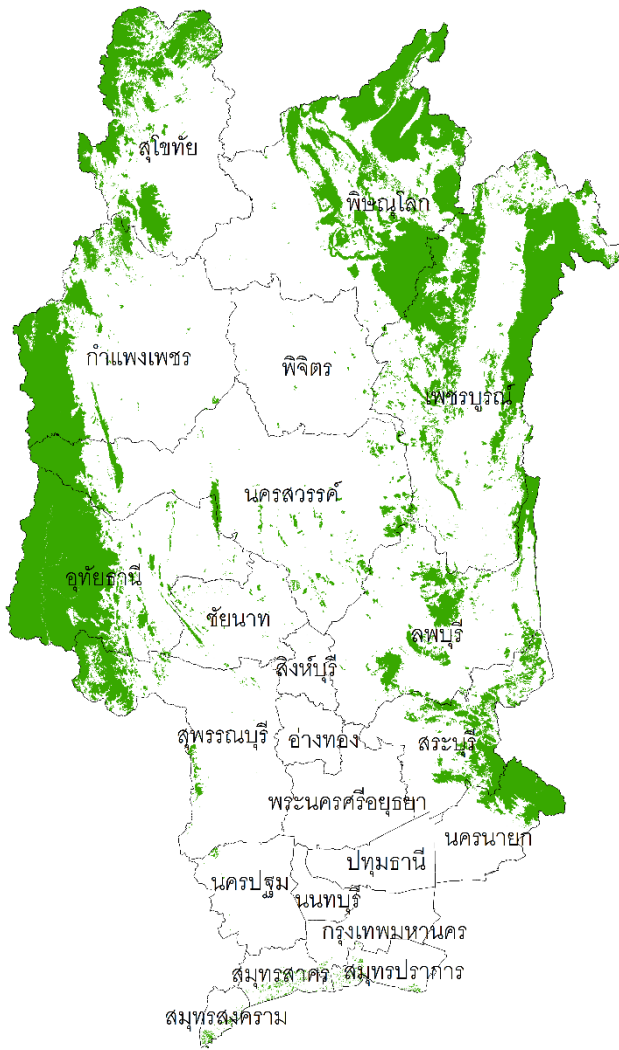 สุโขทัย
พิษณุโลก
กำแพงเพชร
พิจิตร
เพชรบูรณ์
นครสวรรค์
อุทัยธานี
ชัยนาท
ลพบุรี
สิงห์บุรี
สุพรรณบุรี
อ่างทอง
สระบุรี
พระนครศรีอยุธยา
นครนายก
ปทุมธานี
นครปฐม
นนทบุรี
กรุงเทพมหานคร
สมุทรสาคร
สมุทรปราการ
สมุทรสงคราม